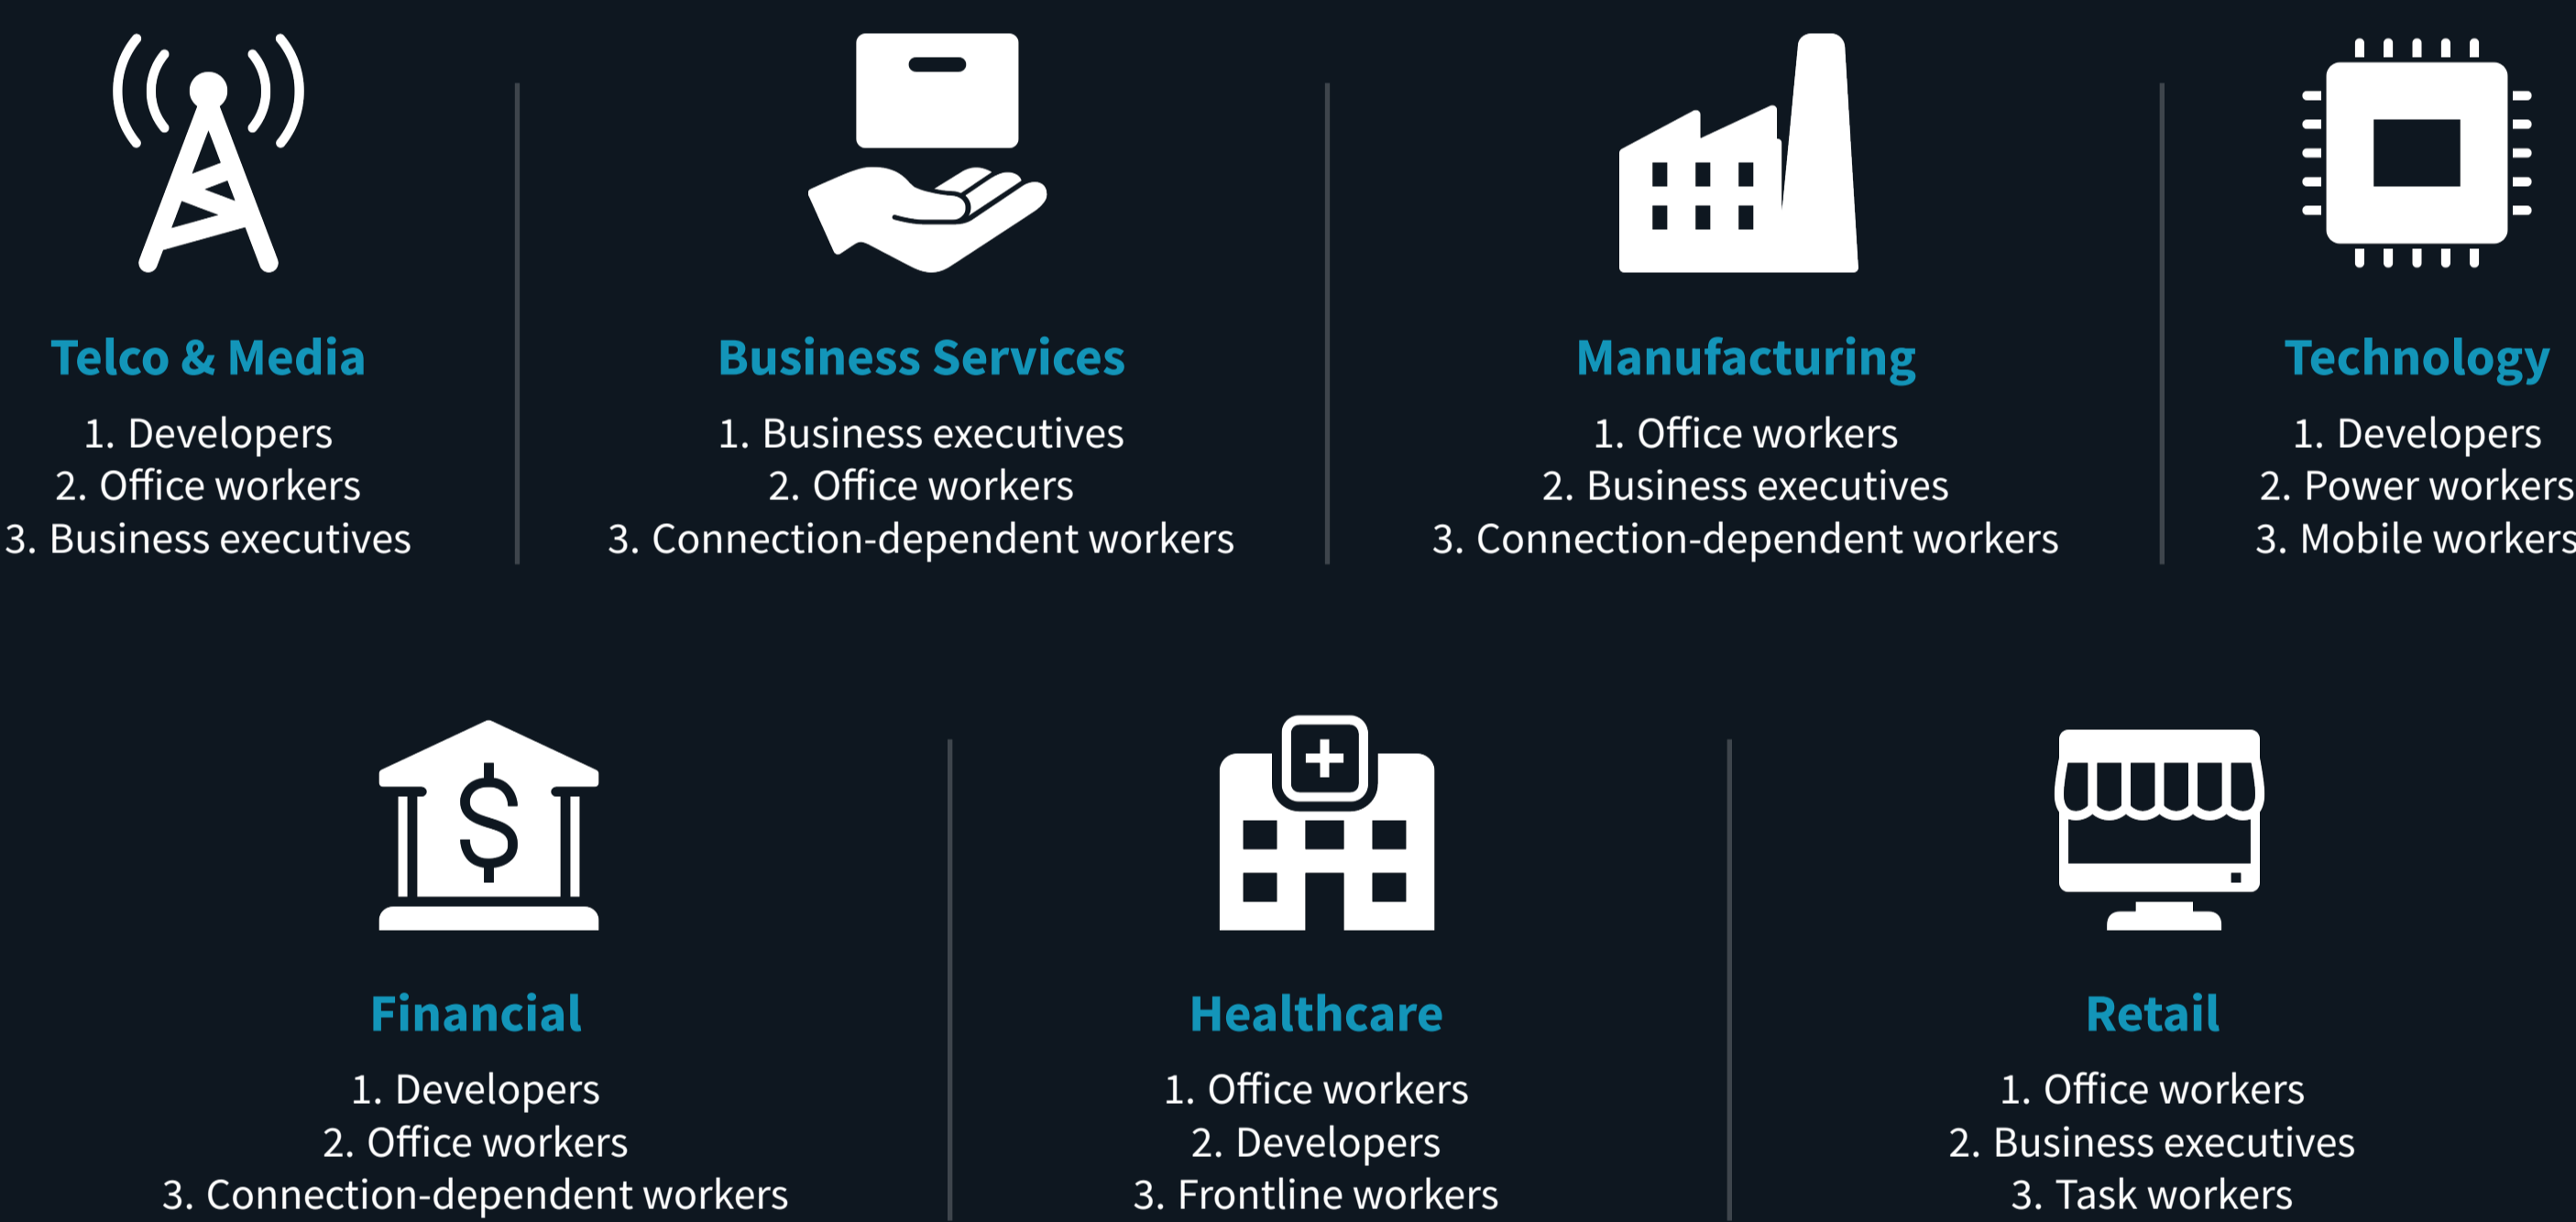 Telco & Media
1. Developers
2. Office workers
3. Business executives
Business Services
1. Business executives
2. Office workers
3. Connection-dependent workers
Manufacturing
1. Office workers
2. Business executives
3. Connection-dependent workers
Technology
1. Developers
2. Power workers
3. Mobile workers
Financial
1. Developers
2. Office workers
3. Connection-dependent workers
Healthcare
1. Office workers
2. Developers
3. Frontline workers
Retail
1. Office workers
2. Business executives
3. Task workers